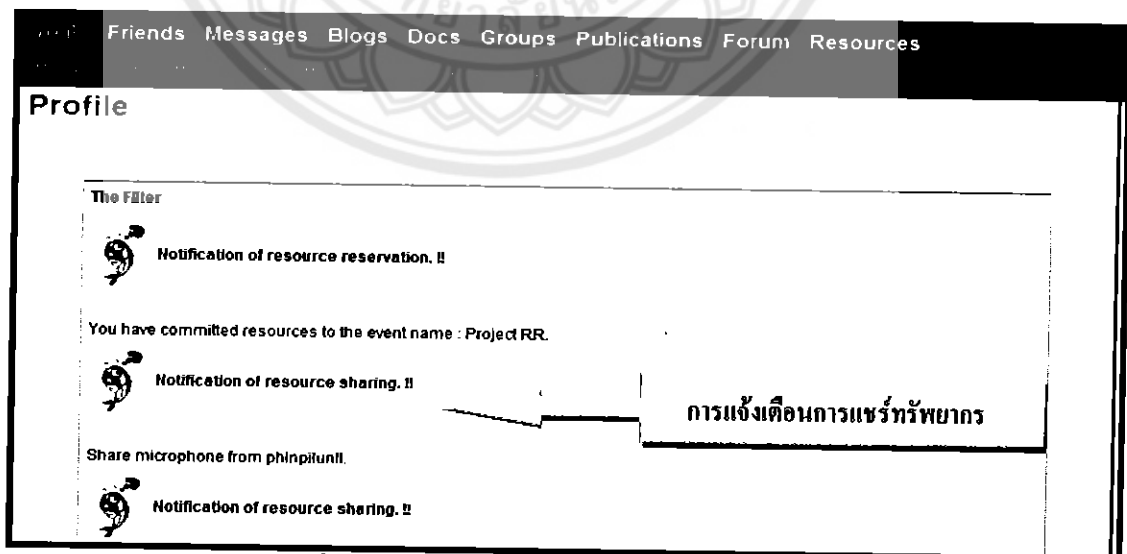 Friends Messages Blogs Docs Groups Publications Forum Resources
Profile
The Filter
Notification of resource reservation. !!
You have committed resources to the event name : Project RR.
Notification of resource sharing. !!
การแจ้งเตือนการแชร์ทรัพยากร
Share microphone from
Notification of resource sharing. !!